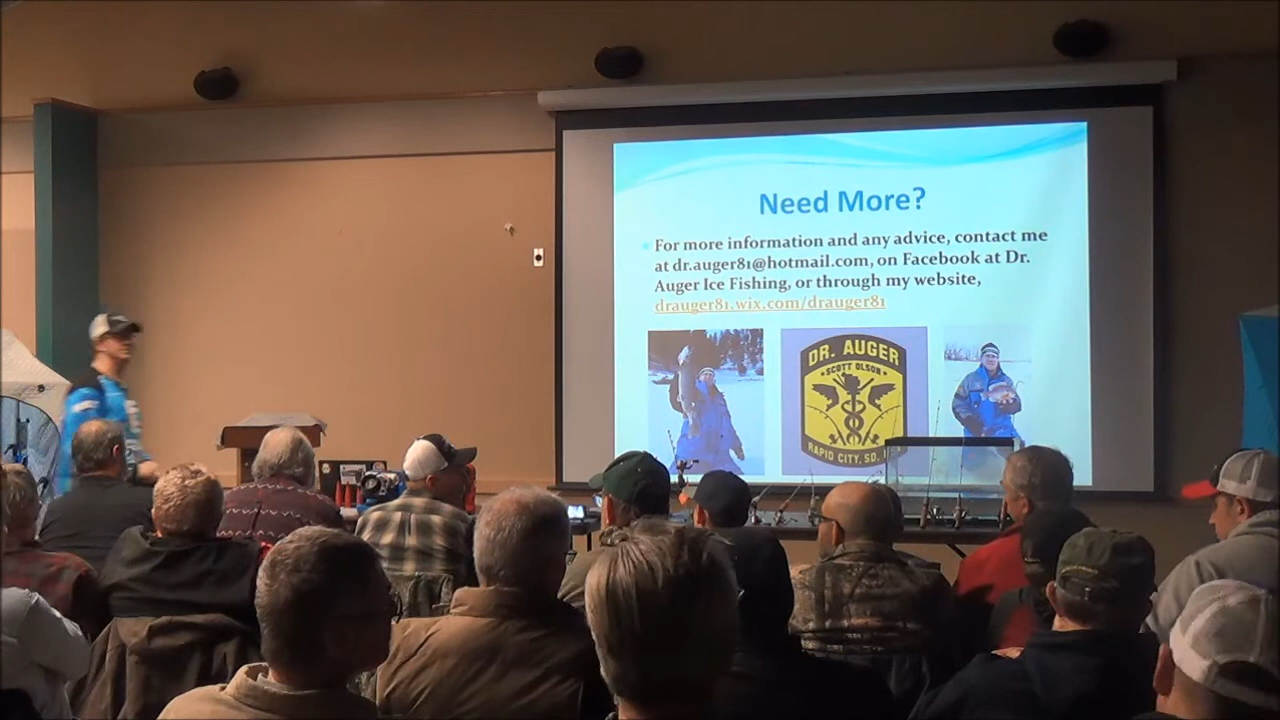 Need More?
For more information and any advice, contact me
at dr.auger81@hotmail.com, on Facebook at Dr.
Auger Ice Fishing, or through my website,
drauger81.wix.com/drauger81
DR. AUGER
SCOTT OLSON
RAPID CITY, SD.